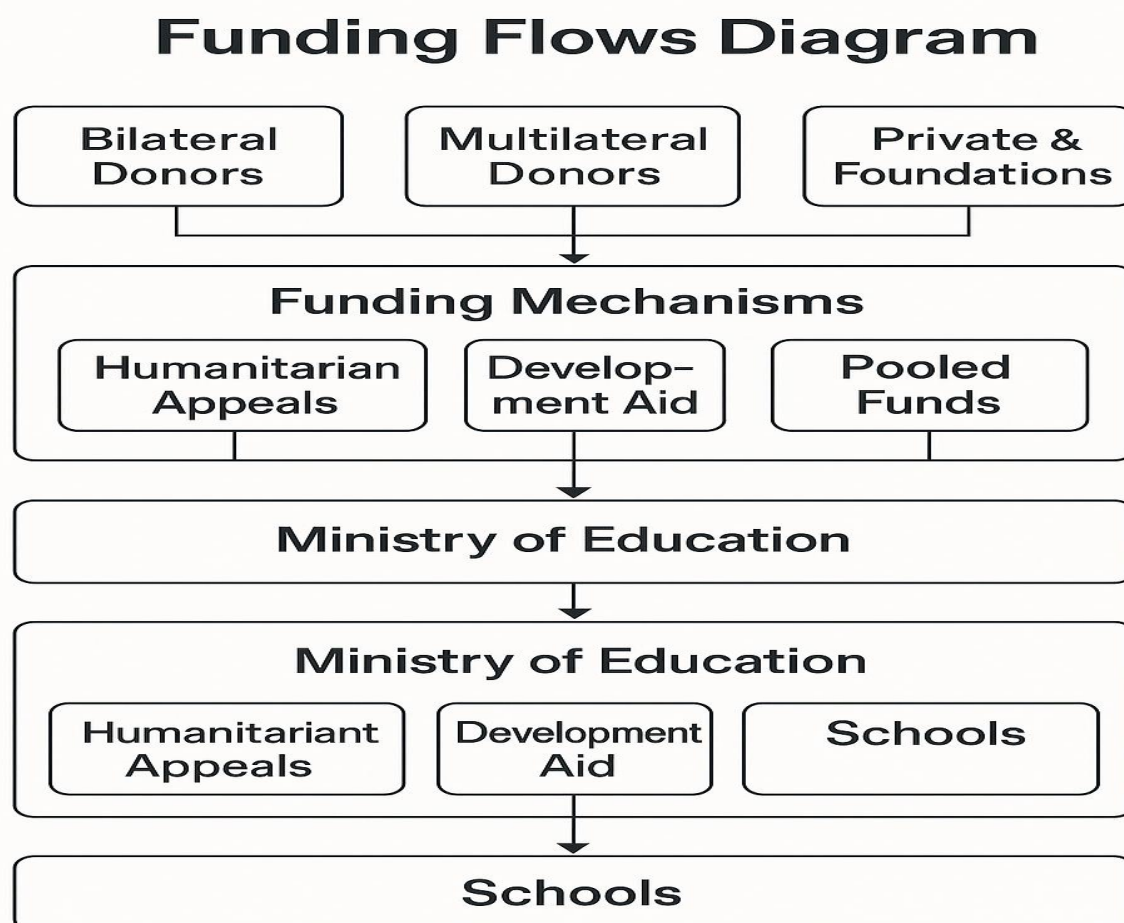 Funding Flows Diagram
Bilateral
Donors
Multilateral
Donors
Private &
Foundations
Funding Mechanisms
Humanitarian
Appeals
Develop-
ment Aid
Pooled
Funds
Ministry of Education
Ministry of Education
Humanitariant
Appeals
Development
Aid
Schools
Schools